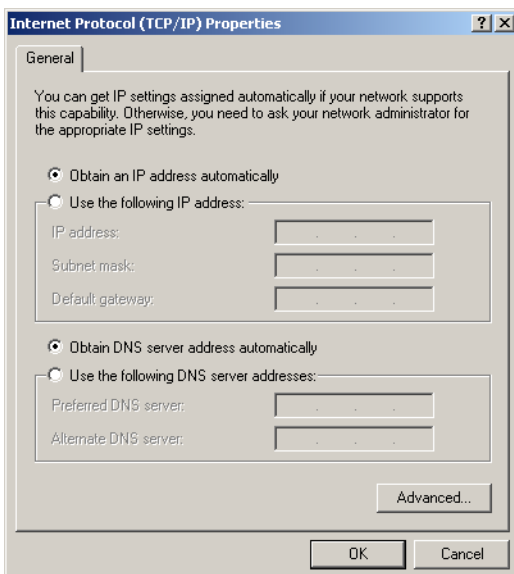 Internet Protocol (TCP/IP) Properties
General
You can get IP settings assigned automatically if your network supports
this capability. Otherwise, you need to ask your network administrator for
the appropriate IP settings.
Obtain an IP address automatically
Use the following IP address:
IP address:
Subnet mask:
Default gateway:
Obtain DNS server address automatically
Use the following DNS server addresses:
Preferred DNS server:
Alternate DNS server:
Advanced...
OK Cancel